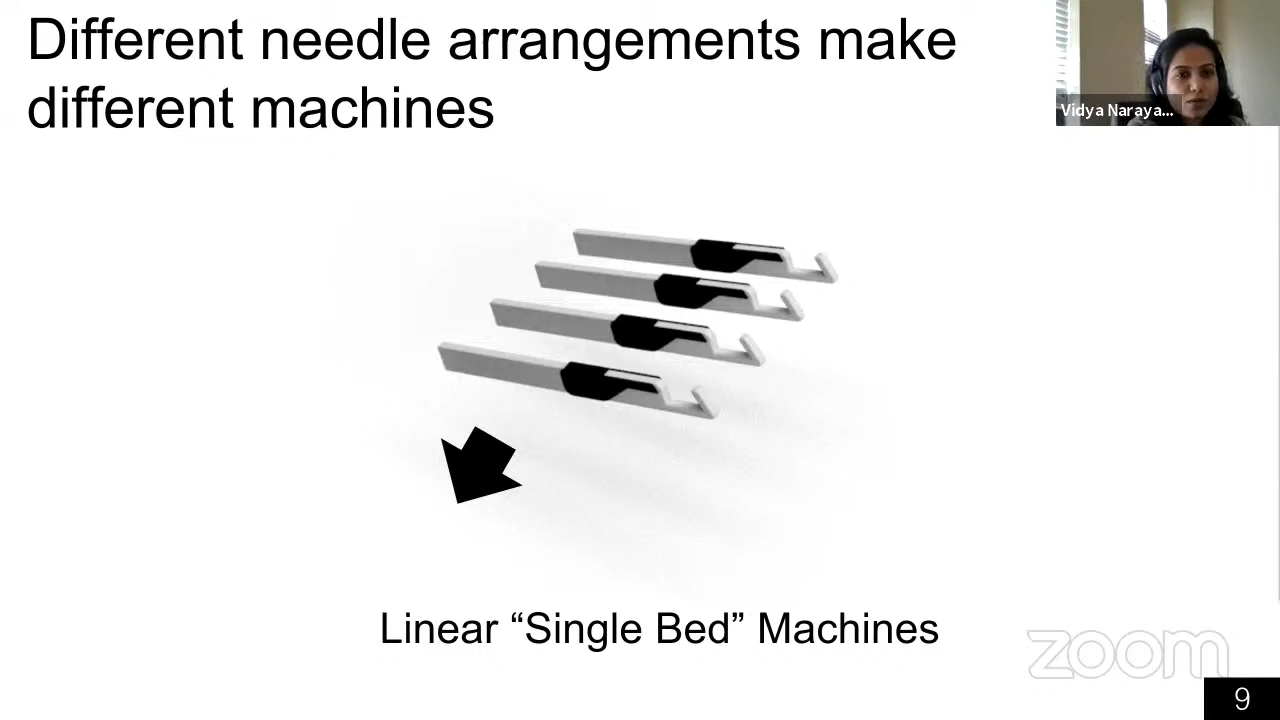 Different needle arrangements make
different machines
Vidya Naraya...
Linear “Single Bed” Machines
zoom
9